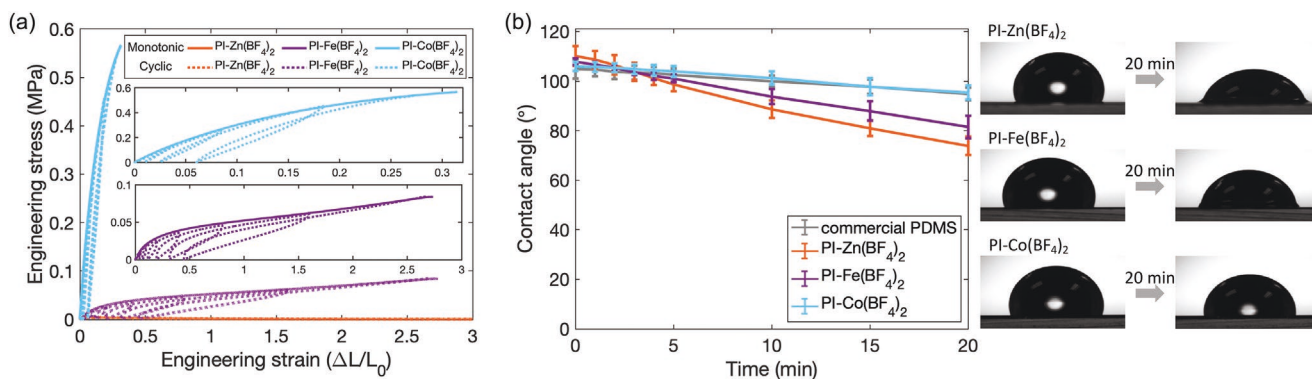 (a)
Engineering stress (MPa)
0.6
0.5
0.4
0.3
0.2
0.1
0
Monotonic PI-Zn(BF₄)₂ PI-Fe(BF₄)₂ PI-Co(BF₄)₂
Cyclic PI-Zn(BF₄)₂ PI-Fe(BF₄)₂ PI-Co(BF₄)₂
0.6
0.4
0.2
0
0 0.05 0.1 0.15 0.2 0.25 0.3
0.1
0.05
0
0 0.5 1 1.5 2 2.5 3
0 0.5 1 1.5 2 2.5 3
Engineering strain (ΔL/L₀)
(b)
Contact angle (°)
120
100
80
60
40
20
0
commercial PDMS
PI-Zn(BF₄)₂
PI-Fe(BF₄)₂
PI-Co(BF₄)₂
0 5 10 15 20
Time (min)
PI-Zn(BF₄)₂
20 min
PI-Fe(BF₄)₂
20 min
PI-Co(BF₄)₂
20 min